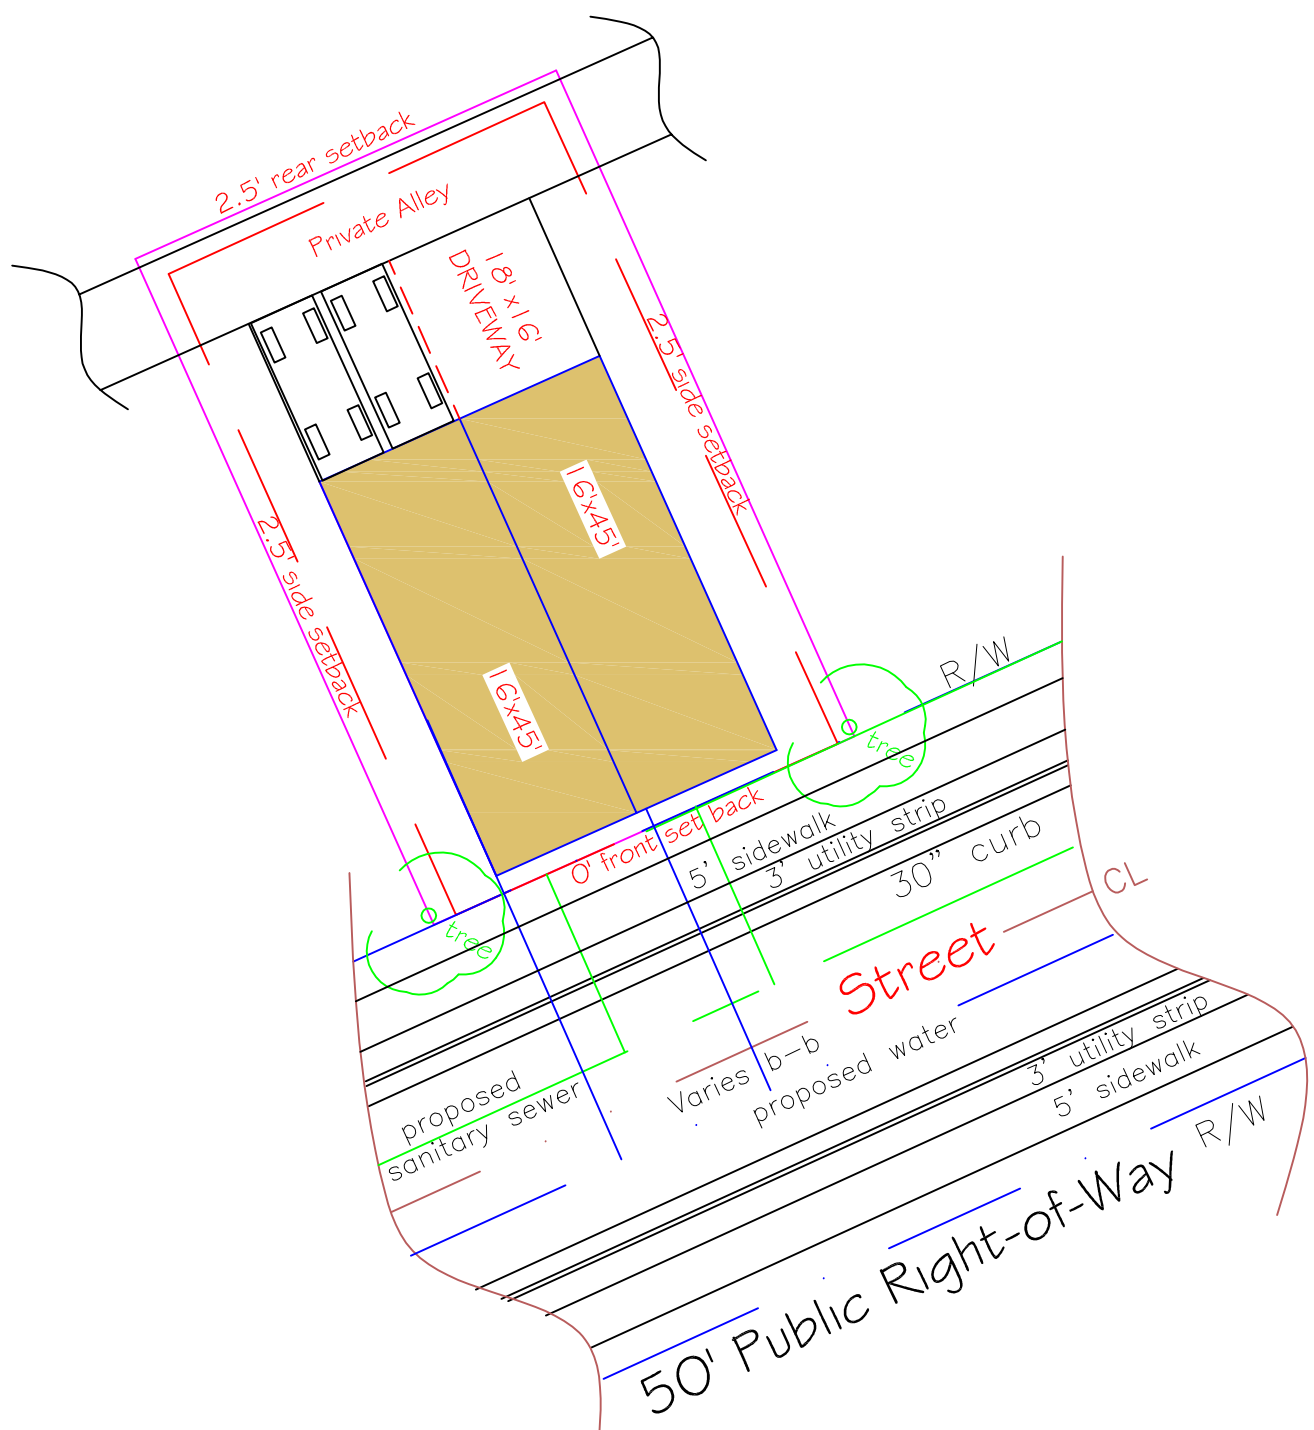 2.5' rear setback
Private Alley
18' x 16'
DRIVEWAY
2.5' side setback
2.5' side setback
16'x45'
16'x45'
R/W
tree
tree
0' front set back
5' sidewalk
3' utility strip
30" curb
CL
Street
Varies b-b
proposed water
proposed
sanitary sewer
3' utility strip
5' sidewalk
R/W
50' Public Right-of-Way